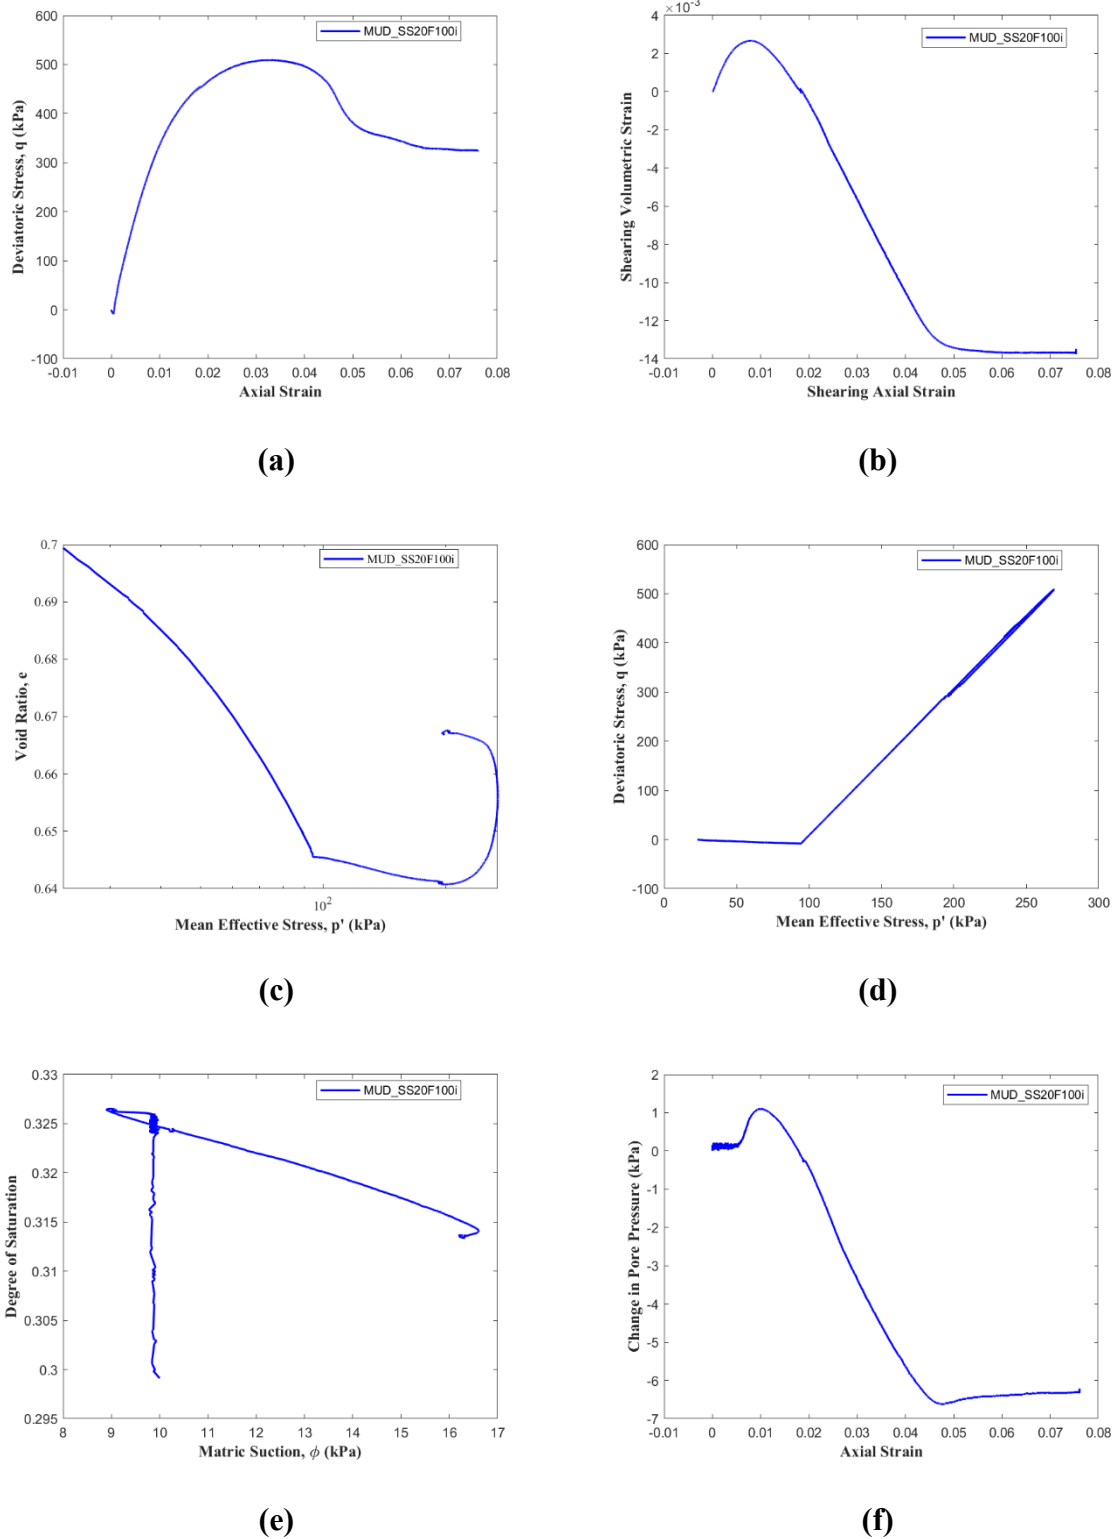 600
500
400
300
200
100
0
-100
Deviatoric Stress, q (kPa)
MUD_SS20F100i
-0.01 0 0.01 0.02 0.03 0.04 0.05 0.06 0.07 0.08
Axial Strain
(a)
4 ×10⁻³
2
0
-2
-4
-6
-8
-10
-12
-14
Shearing Volumetric Strain
MUD_SS20F100i
-0.01 0 0.01 0.02 0.03 0.04 0.05 0.06 0.07 0.08
Shearing Axial Strain
(b)
0.7
0.69
0.68
0.67
0.66
0.65
0.64
Void Ratio, e
MUD_SS20F100i
10²
Mean Effective Stress, p' (kPa)
(c)
600
500
400
300
200
100
0
-100
Deviatoric Stress, q (kPa)
MUD_SS20F100i
0 50 100 150 200 250 300
Mean Effective Stress, p' (kPa)
(d)
0.33
0.325
0.32
0.315
0.31
0.305
0.3
0.295
Degree of Saturation
MUD_SS20F100i
8 9 10 11 12 13 14 15 16 17
Matric Suction, ϕ (kPa)
(e)
2
1
0
-1
-2
-3
-4
-5
-6
-7
Change in Pore Pressure (kPa)
MUD_SS20F100i
-0.01 0 0.01 0.02 0.03 0.04 0.05 0.06 0.07 0.08
Axial Strain
(f)